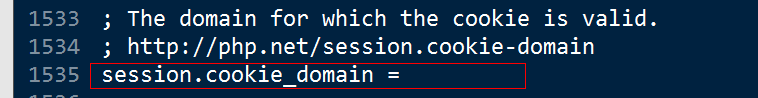 1533 ; The domain for which the cookie is valid.
1534 ; http://php.net/session.cookie-domain
1535 session.cookie_domain =